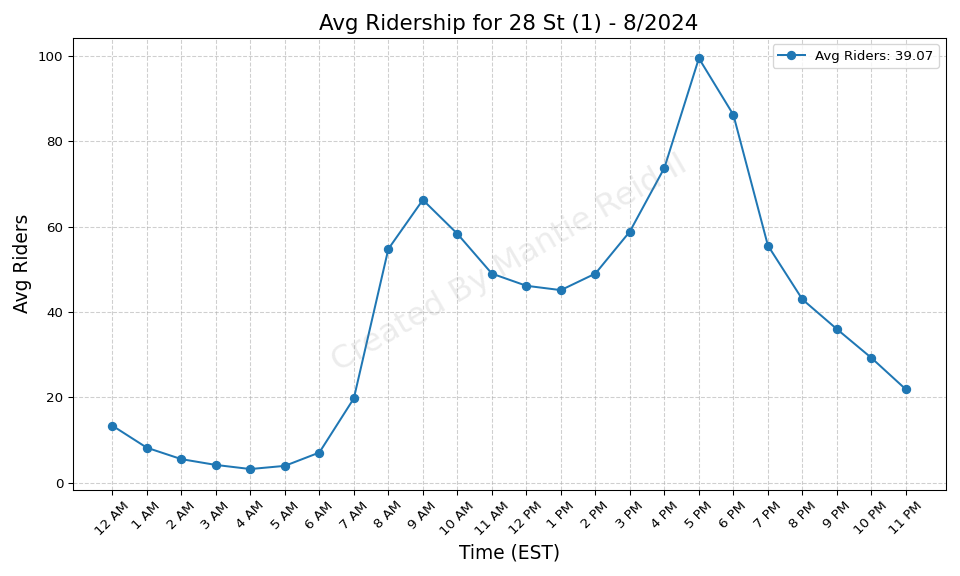 Avg Ridership for 28 St (1) - 8/2024
Avg Riders: 39.07
100
80
60
40
20
0
Avg Riders
Created By Mantie Reid II
12 AM
1 AM
2 AM
3 AM
4 AM
5 AM
6 AM
7 AM
8 AM
9 AM
10 AM
11 AM
12 PM
1 PM
2 PM
3 PM
4 PM
5 PM
6 PM
7 PM
8 PM
9 PM
10 PM
11 PM
Time (EST)